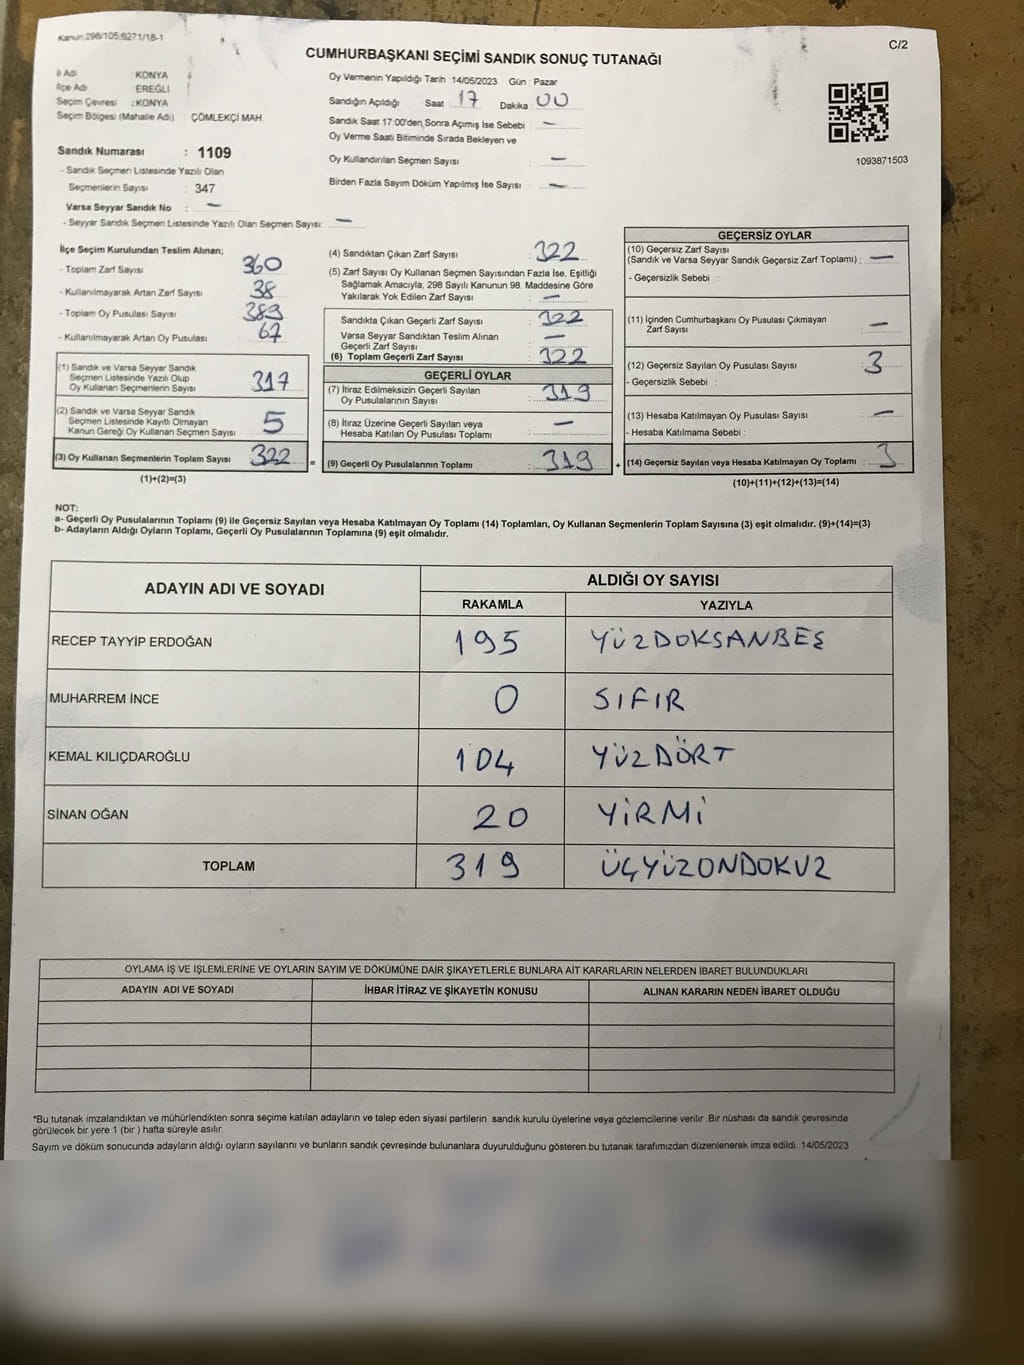 Kanun 298/105,6271/18-1
C/2
CUMHURBAŞKANI SEÇİMİ SANDIK SONUÇ TUTANAĞI
İl Adı KONYA
İlçe Adı : EREĞLİ
Seçim Çevresi : KONYA
Seçim Bölgesi (Mahalle Adı) : ÇÖMLEKÇİ MAH.
Sandık Numarası : 1109
- Sandık Seçmen Listesinde Yazılı Olan
Seçmenlerin Sayısı : 347
Varsa Seyyar Sandık No : —
- Seyyar Sandık Seçmen Listesinde Yazılı Olan Seçmen Sayısı: —
Oy Vermenin Yapıldığı Tarih : 14/05/2023 Gün : Pazar
Sandığın Açıldığı Saat : 17 Dakika : 00
Sandık Saat 17:00'den Sonra Açımış İse Sebebi : —
Oy Verme Saati Bitiminde Sırada Bekleyen ve
Oy Kullandırılan Seçmen Sayısı : —
Birden Fazla Sayım Döküm Yapılmış İse Sayısı : —
1093871503
İlçe Seçim Kurulundan Teslim Alınan;
- Toplam Zarf Sayısı : 360
- Kullanılmayarak Artan Zarf Sayısı : 38
- Toplam Oy Pusulası Sayısı : 389
- Kullanılmayarak Artan Oy Pusulası : 67
(1) Sandık ve Varsa Seyyar Sandık
Seçmen Listesinde Yazılı Olup
Oy Kullanan Seçmenlerin Sayısı : 317
(2) Sandık ve Varsa Seyyar Sandık
Seçmen Listesinde Kayıtlı Olmayan
Kanun Gereği Oy Kullanan Seçmen Sayısı : 5
(3) Oy Kullanan Seçmenlerin Toplam Sayısı : 322 =
(1)+(2)=(3)
(4) Sandıktan Çıkan Zarf Sayısı : 322
(5) Zarf Sayısı Oy Kullanan Seçmen Sayısından Fazla İse, Eşitliği
Sağlamak Amacıyla, 298 Sayılı Kanunun 98. Maddesine Göre
Yakılarak Yok Edilen Zarf Sayısı : —
Sandıkta Çıkan Geçerli Zarf Sayısı : 322
Varsa Seyyar Sandıktan Teslim Alınan
Geçerli Zarf Sayısı : —
(6) Toplam Geçerli Zarf Sayısı : 322
GEÇERLİ OYLAR
(7) İtiraz Edilmeksizin Geçerli Sayılan
Oy Pusulalarının Sayısı : 319
(8) İtiraz Üzerine Geçerli Sayılan veya
Hesaba Katılan Oy Pusulası Toplamı : —
(9) Geçerli Oy Pusulalarının Toplamı : 319 +
GEÇERSİZ OYLAR
(10) Geçersiz Zarf Sayısı
(Sandık ve Varsa Seyyar Sandık Geçersiz Zarf Toplamı) : —
- Geçersizlik Sebebi :
(11) İçinden Cumhurbaşkanı Oy Pusulası Çıkmayan
Zarf Sayısı : —
(12) Geçersiz Sayılan Oy Pusulası Sayısı : 3
- Geçersizlik Sebebi :
(13) Hesaba Katılmayan Oy Pusulası Sayısı : —
- Hesaba Katılmama Sebebi :
(14) Geçersiz Sayılan veya Hesaba Katılmayan Oy Toplamı : 3
(10)+(11)+(12)+(13)=(14)
NOT:
a- Geçerli Oy Pusulalarının Toplamı (9) ile Geçersiz Sayılan veya Hesaba Katılmayan Oy Toplamı (14) Toplamları, Oy Kullanan Seçmenlerin Toplam Sayısına (3) eşit olmalıdır. (9)+(14)=(3)
b- Adayların Aldığı Oyların Toplamı, Geçerli Oy Pusulalarının Toplamına (9) eşit olmalıdır.
ADAYIN ADI VE SOYADI ALDIĞI OY SAYISI
RAKAMLA YAZIYLA
RECEP TAYYİP ERDOĞAN 195 YÜZDOKSANBEŞ
MUHARREM İNCE 0 SIFIR
KEMAL KILIÇDAROĞLU 104 YÜZDÖRT
SİNAN OĞAN 20 YİRMİ
TOPLAM 319 ÜÇYÜZONDOKUZ
OYLAMA İŞ VE İŞLEMLERİNE VE OYLARIN SAYIM VE DÖKÜMÜNE DAİR ŞİKAYETLERLE BUNLARA AİT KARARLARIN NELERDEN İBARET BULUNDUKLARI
ADAYIN ADI VE SOYADI İHBAR İTİRAZ VE ŞİKAYETİN KONUSU ALINAN KARARIN NEDEN İBARET OLDUĞU
*Bu tutanak imzalandıktan ve mühürlendikten sonra seçime katılan adayların ve talep eden siyasi partilerin sandık kurulu üyelerine veya gözlemcilerine verilir. Bir nüshası da sandık çevresinde
görülecek bir yere 1 (bir) hafta süreyle asılır.
Sayım ve döküm sonucunda adayların aldığı oyların sayılarını ve bunların sandık çevresinde bulunanlara duyurulduğunu gösteren bu tutanak tarafımızdan düzenlenerek imza edildi. 14/05/2023